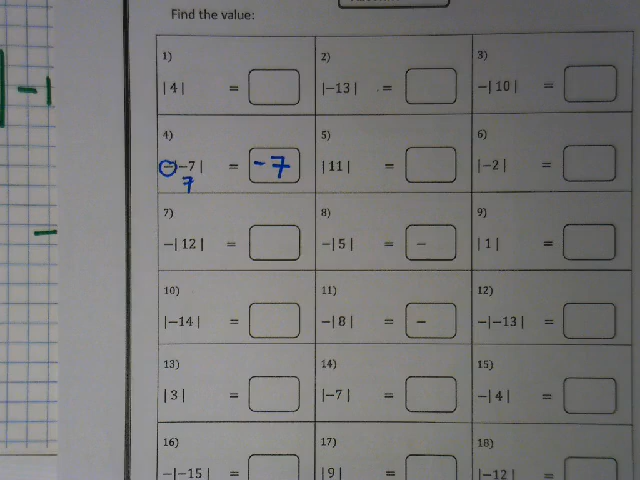 Find the value:
1) 2) 3)
|4| = |−13| = −|10| =
4) 5) 6)
−|−7| = -7 |11| = |−2| =
7
7) 8) 9)
−|12| = −|5| = − |1| =
10) 11) 12)
|−14| = −|8| = − −|−13| =
13) 14) 15)
|3| = |−7| = −|4| =
16) 17) 18)
−|−15| = |9| = |−12| =